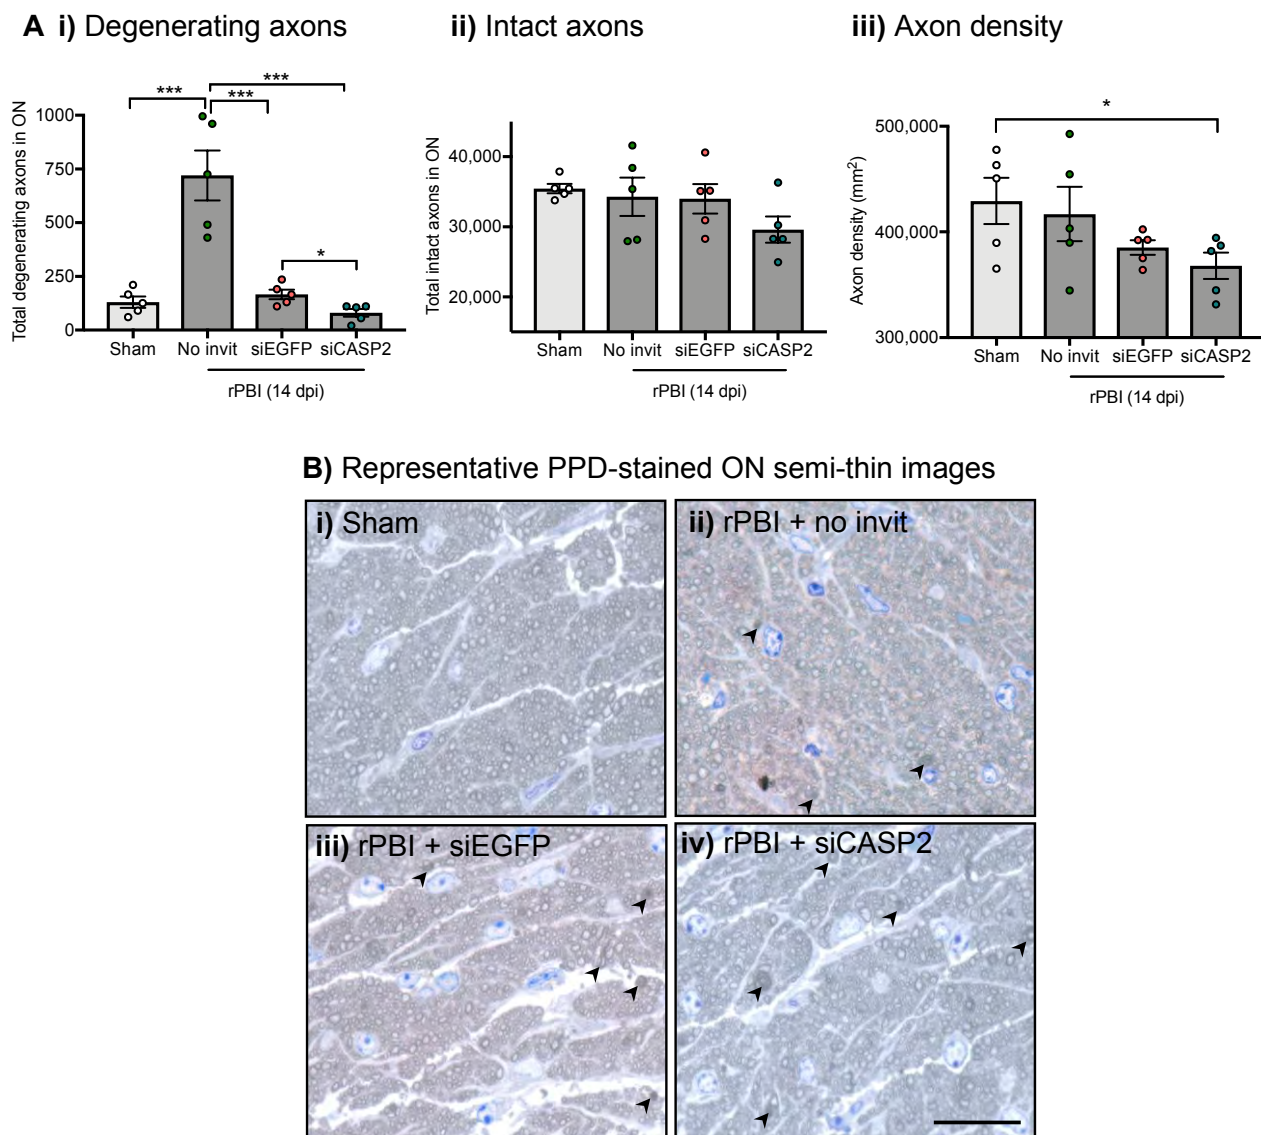 A i) Degenerating axons
ii) Intact axons
iii) Axon density
Total degenerating axons in ON
1000
750
500
250
0
***
***
***
*
Sham
No invit
siEGFP
siCASP2
rPBI (14 dpi)
Total intact axons in ON
40,000
30,000
20,000
Sham
No invit
siEGFP
siCASP2
rPBI (14 dpi)
Axon density (mm²)
500,000
400,000
300,000
*
Sham
No invit
siEGFP
siCASP2
rPBI (14 dpi)
B) Representative PPD-stained ON semi-thin images
i) Sham
ii) rPBI + no invit
iii) rPBI + siEGFP
iv) rPBI + siCASP2